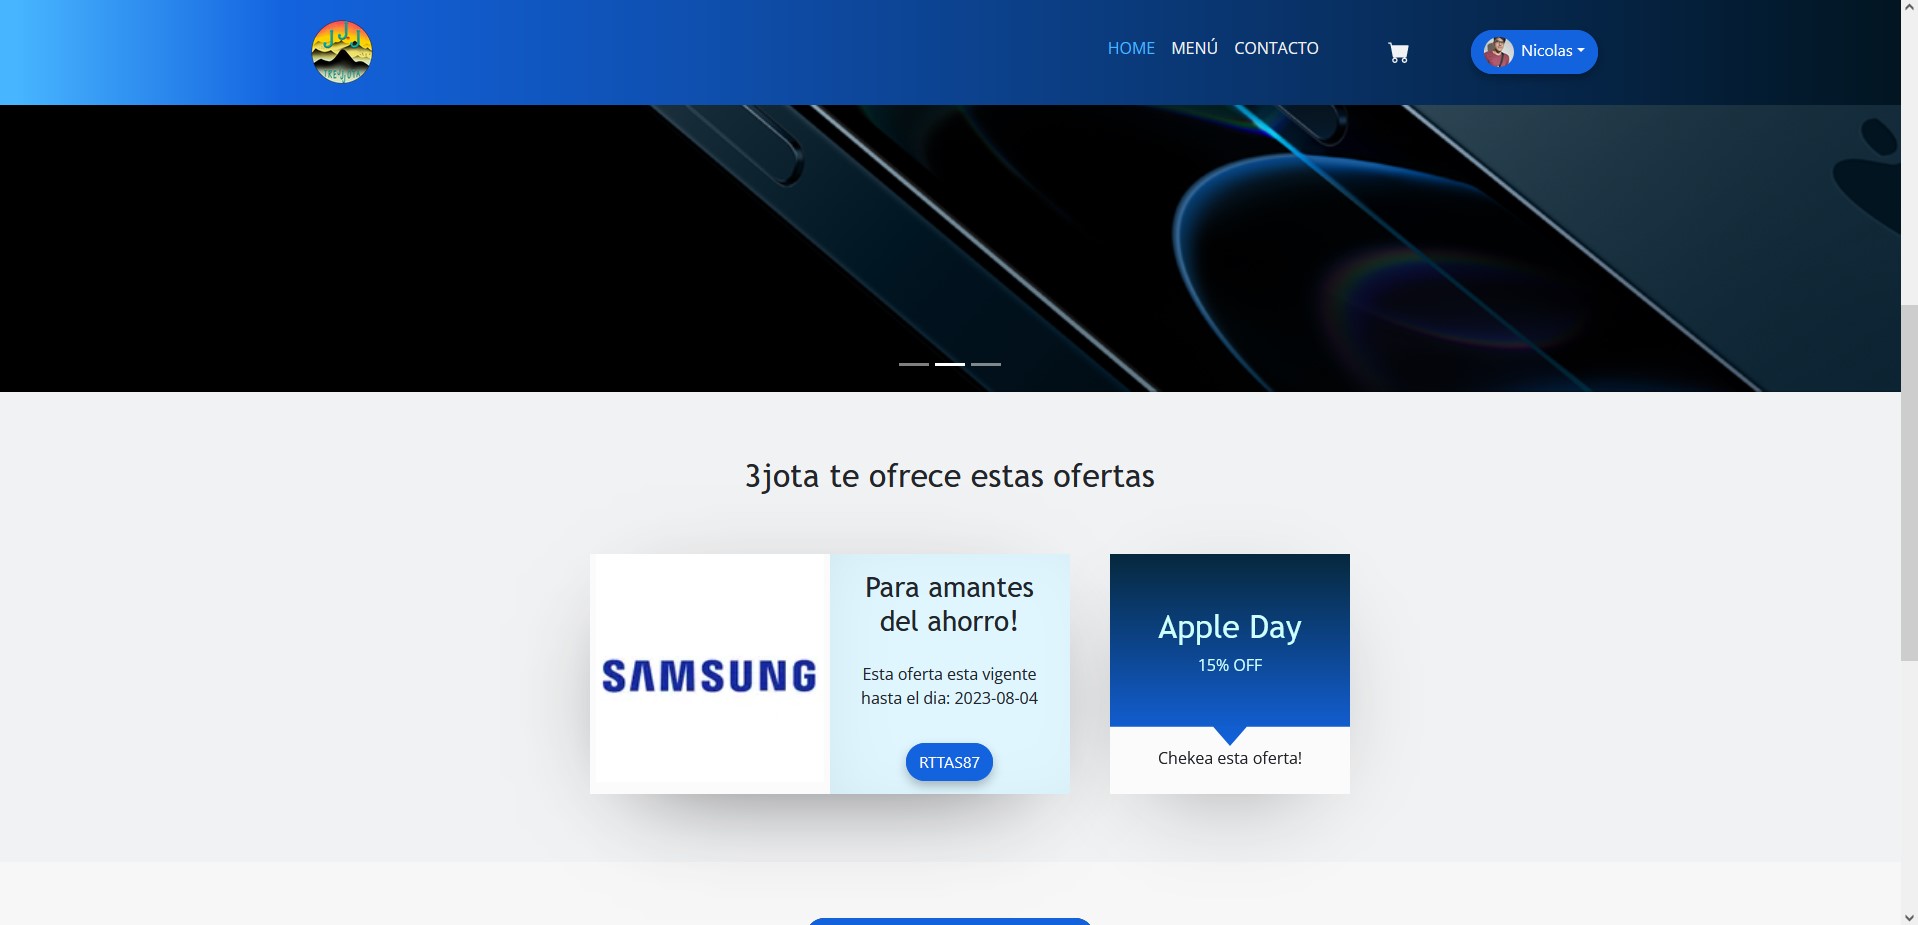 J J J
HOME MENÚ CONTACTO Nicolas
3jota te ofrece estas ofertas
SAMSUNG
Para amantes
del ahorro!
Esta oferta esta vigente
hasta el dia: 2023-08-04
RTTAS87
Apple Day
15% OFF
Chekea esta oferta!